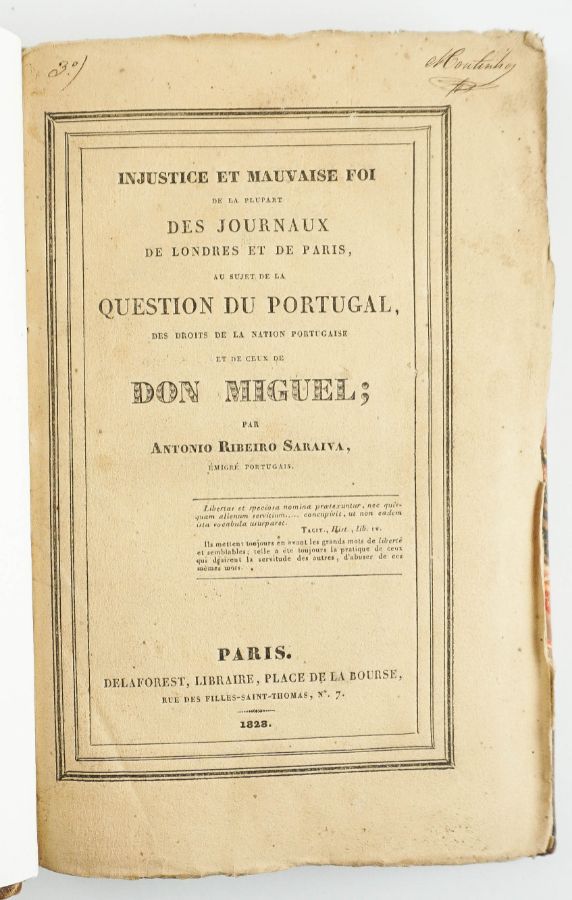 3.º)
INJUSTICE ET MAUVAISE FOI
DE LA PLUPART
DES JOURNAUX
DE LONDRES ET DE PARIS,
AU SUJET DE LA
QUESTION DU PORTUGAL,
DES DROITS DE LA NATION PORTUGAISE
ET DE CEUX DE
DON MIGUEL;
PAR
ANTONIO RIBEIRO SARAIVA,
ÉMIGRÉ PORTUGAIS.
Libertas et speciosa nomina prætexuntur, nec quis-
quam alienum servitium..... concupivit, ut non eadem
ista vocabula usurparet.
TACIT., Hist., lib. IV.
Ils mettent toujours en avant les grands mots de liberté
et semblables; telle a été toujours la pratique de ceux
qui désirent la servitude des autres, d'abuser de ces
mêmes mots.
PARIS.
DELAFOREST, LIBRAIRE, PLACE DE LA BOURSE,
RUE DES FILLES-SAINT-THOMAS, Nº. 7.
1828.